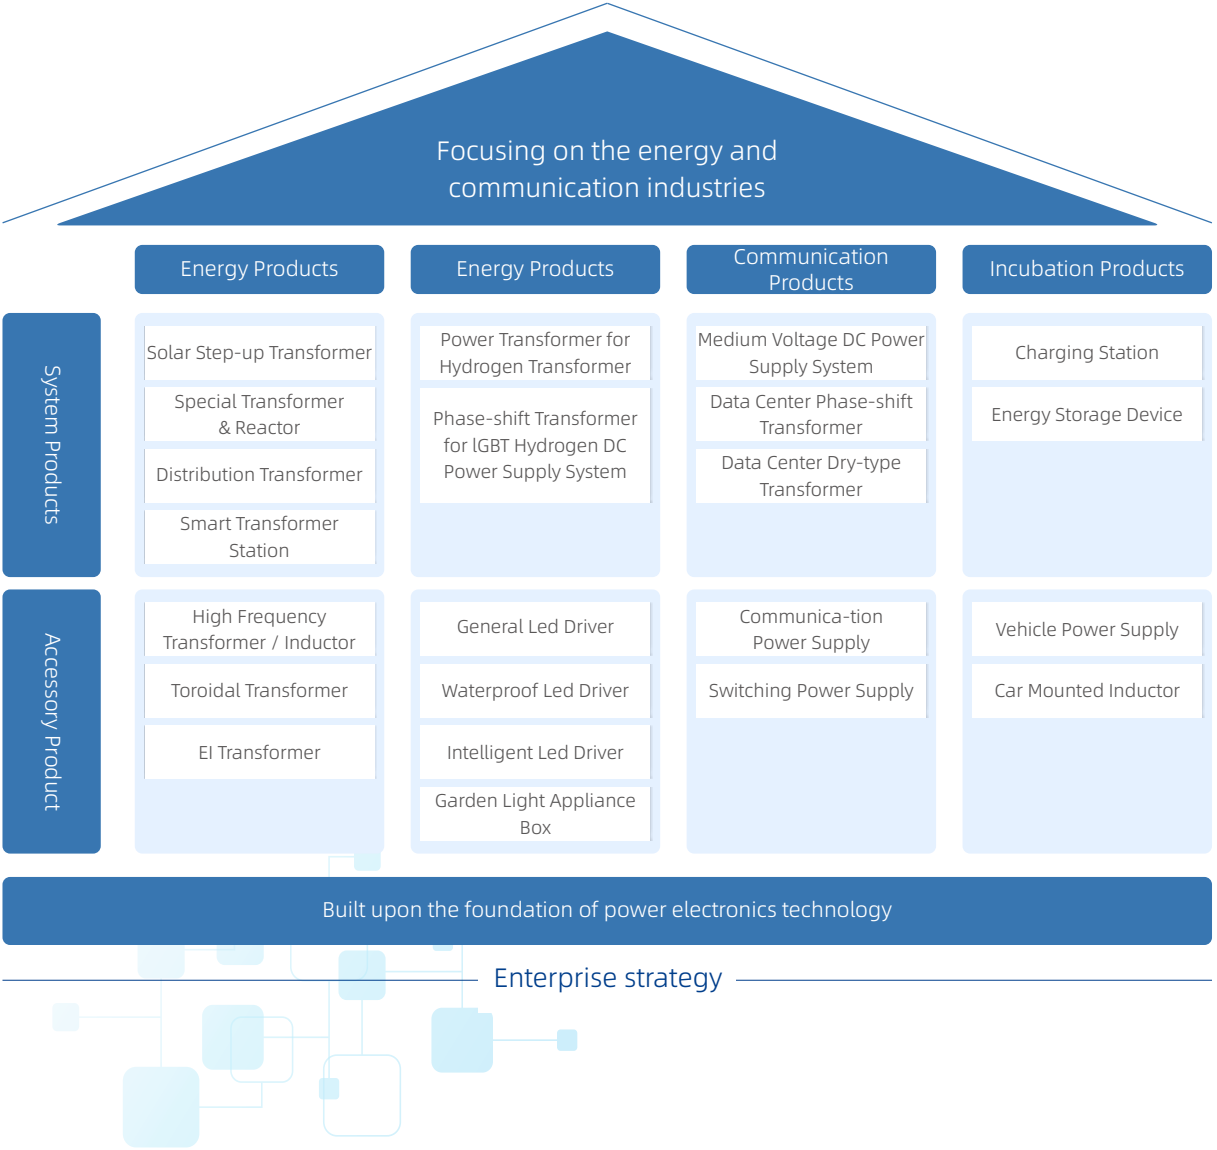 Focusing on the energy and
communication industries
Energy Products
Energy Products
Communication
Products
Incubation Products
System Products
Solar Step-up Transformer
Special Transformer
& Reactor
Distribution Transformer
Smart Transformer
Station
Power Transformer for
Hydrogen Transformer
Phase-shift Transformer
for lGBT Hydrogen DC
Power Supply System
Medium Voltage DC Power
Supply System
Data Center Phase-shift
Transformer
Data Center Dry-type
Transformer
Charging Station
Energy Storage Device
Accessory Product
High Frequency
Transformer / Inductor
Toroidal Transformer
EI Transformer
General Led Driver
Waterproof Led Driver
Intelligent Led Driver
Garden Light Appliance
Box
Communica-tion
Power Supply
Switching Power Supply
Vehicle Power Supply
Car Mounted Inductor
Built upon the foundation of power electronics technology
Enterprise strategy